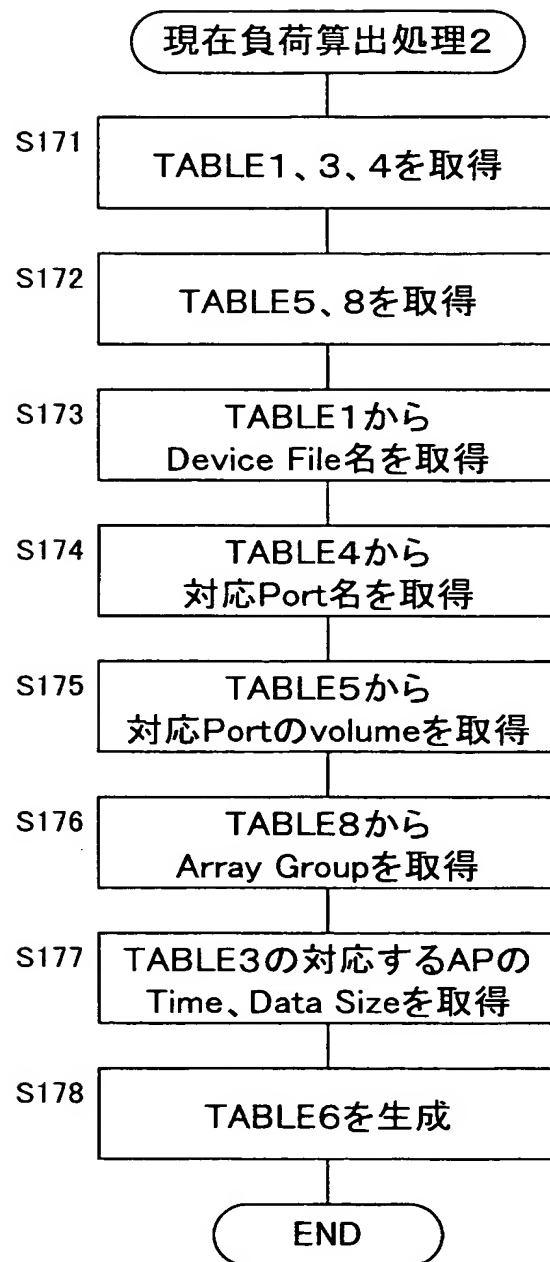 現在負荷算出処理2
S171
TABLE1、3、4を取得
S172
TABLE5、8を取得
S173
TABLE1から
Device File名を取得
S174
TABLE4から
対応Port名を取得
S175
TABLE5から
対応Portのvolumeを取得
S176
TABLE8から
Array Groupを取得
S177
TABLE3の対応するAPの
Time、Data Sizeを取得
S178
TABLE6を生成
END